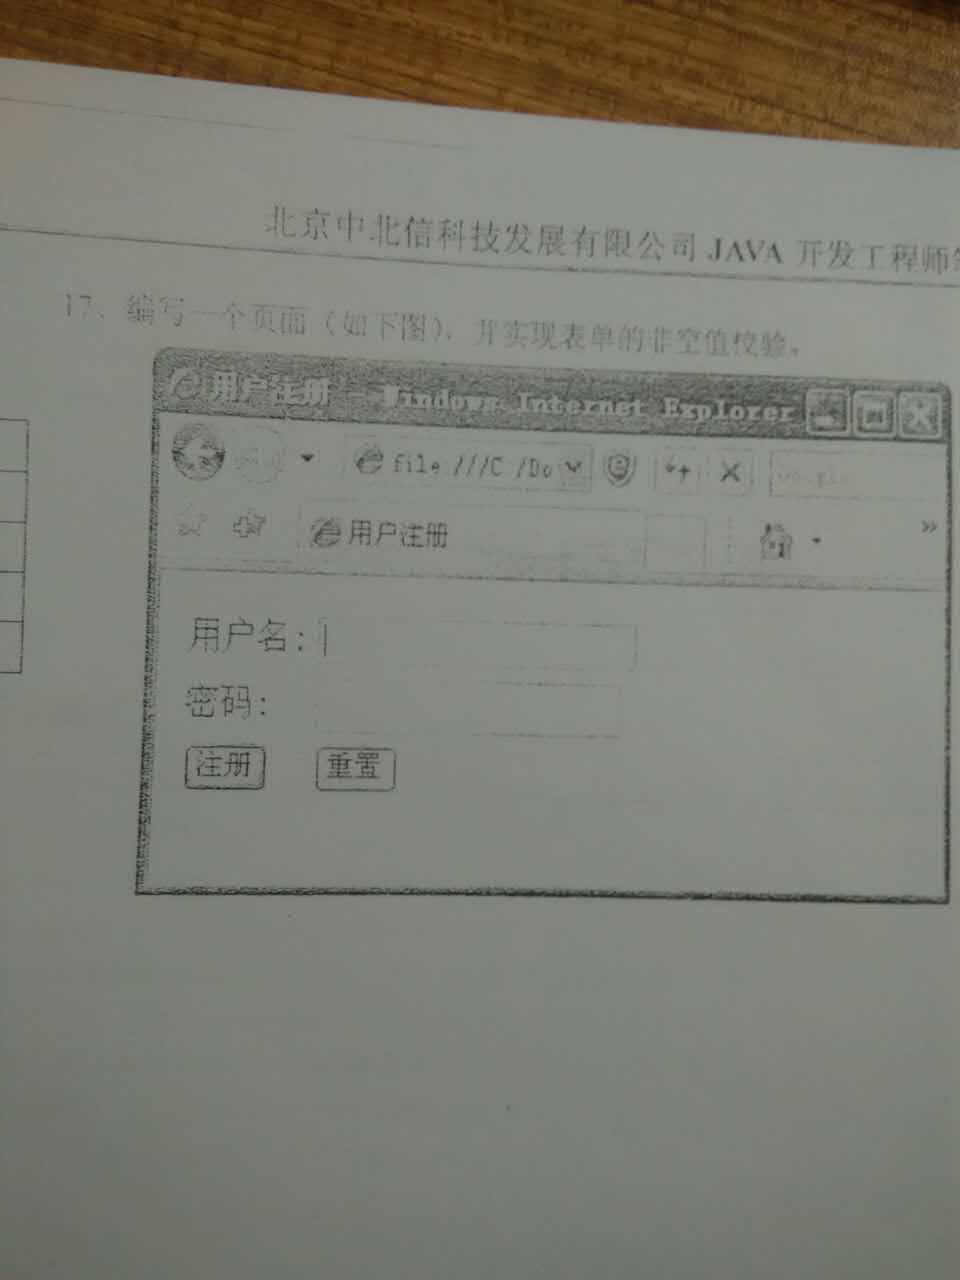 北京中北信科技发展有限公司 JAVA 开发工程师
17、编写一个页面（如下图），并实现表单的非空值校验。
用户注册 - Windows Internet Explorer
file ///C /Do
用户注册
»
用户名:
密码:
注册 重置